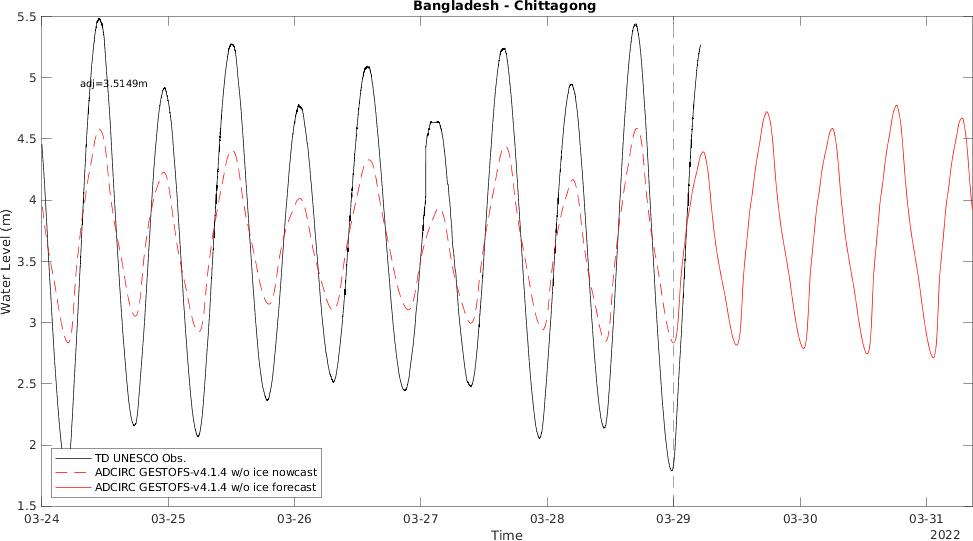 Bangladesh - Chittagong
5.5
5
4.5
4
3.5
3
2.5
2
1.5
Water Level (m)
adj=3.5149m
TD UNESCO Obs.
ADCIRC GESTOFS-v4.1.4 w/o ice nowcast
ADCIRC GESTOFS-v4.1.4 w/o ice forecast
03-24 03-25 03-26 03-27 03-28 03-29 03-30 03-31
Time
2022